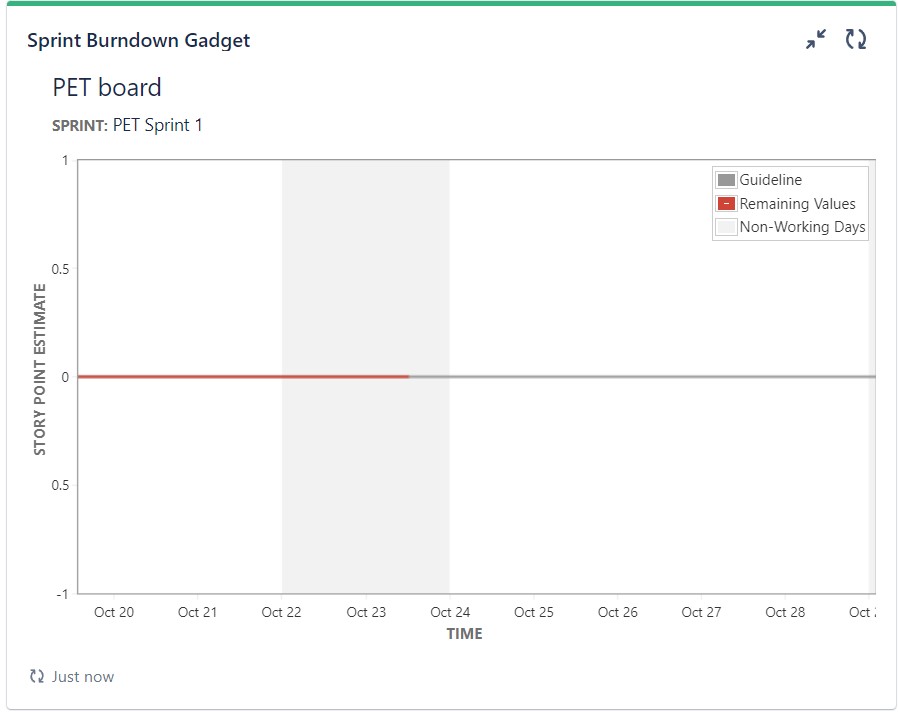 Sprint Burndown Gadget
PET board
SPRINT: PET Sprint 1
1
0.5
0
0.5
-1
STORY POINT ESTIMATE
Guideline
Remaining Values
Non-Working Days
Oct 20 Oct 21 Oct 22 Oct 23 Oct 24 Oct 25 Oct 26 Oct 27 Oct 28 Oct
TIME
Just now